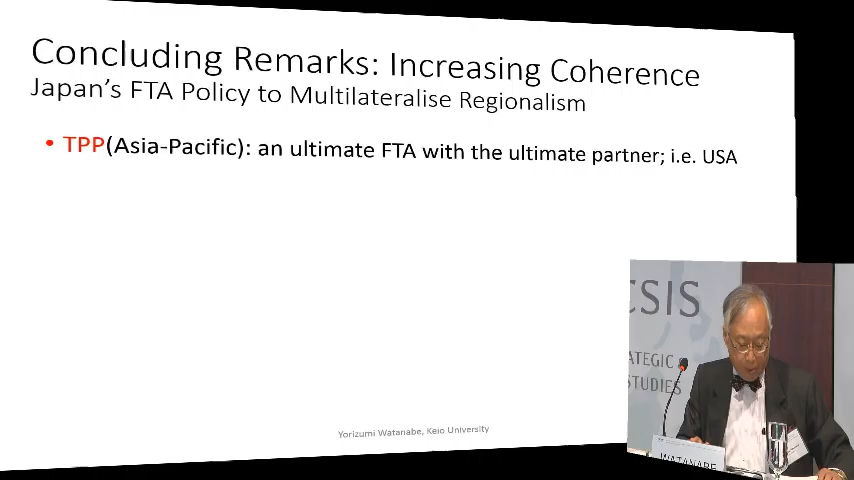 Concluding Remarks: Increasing Coherence
Japan's FTA Policy to Multilateralise Regionalism
• TPP(Asia-Pacific): an ultimate FTA with the ultimate partner; i.e. USA
CSIS
ATEGIC &
STUDIES
WATANABE
Yorizumi Watanabe, Keio University